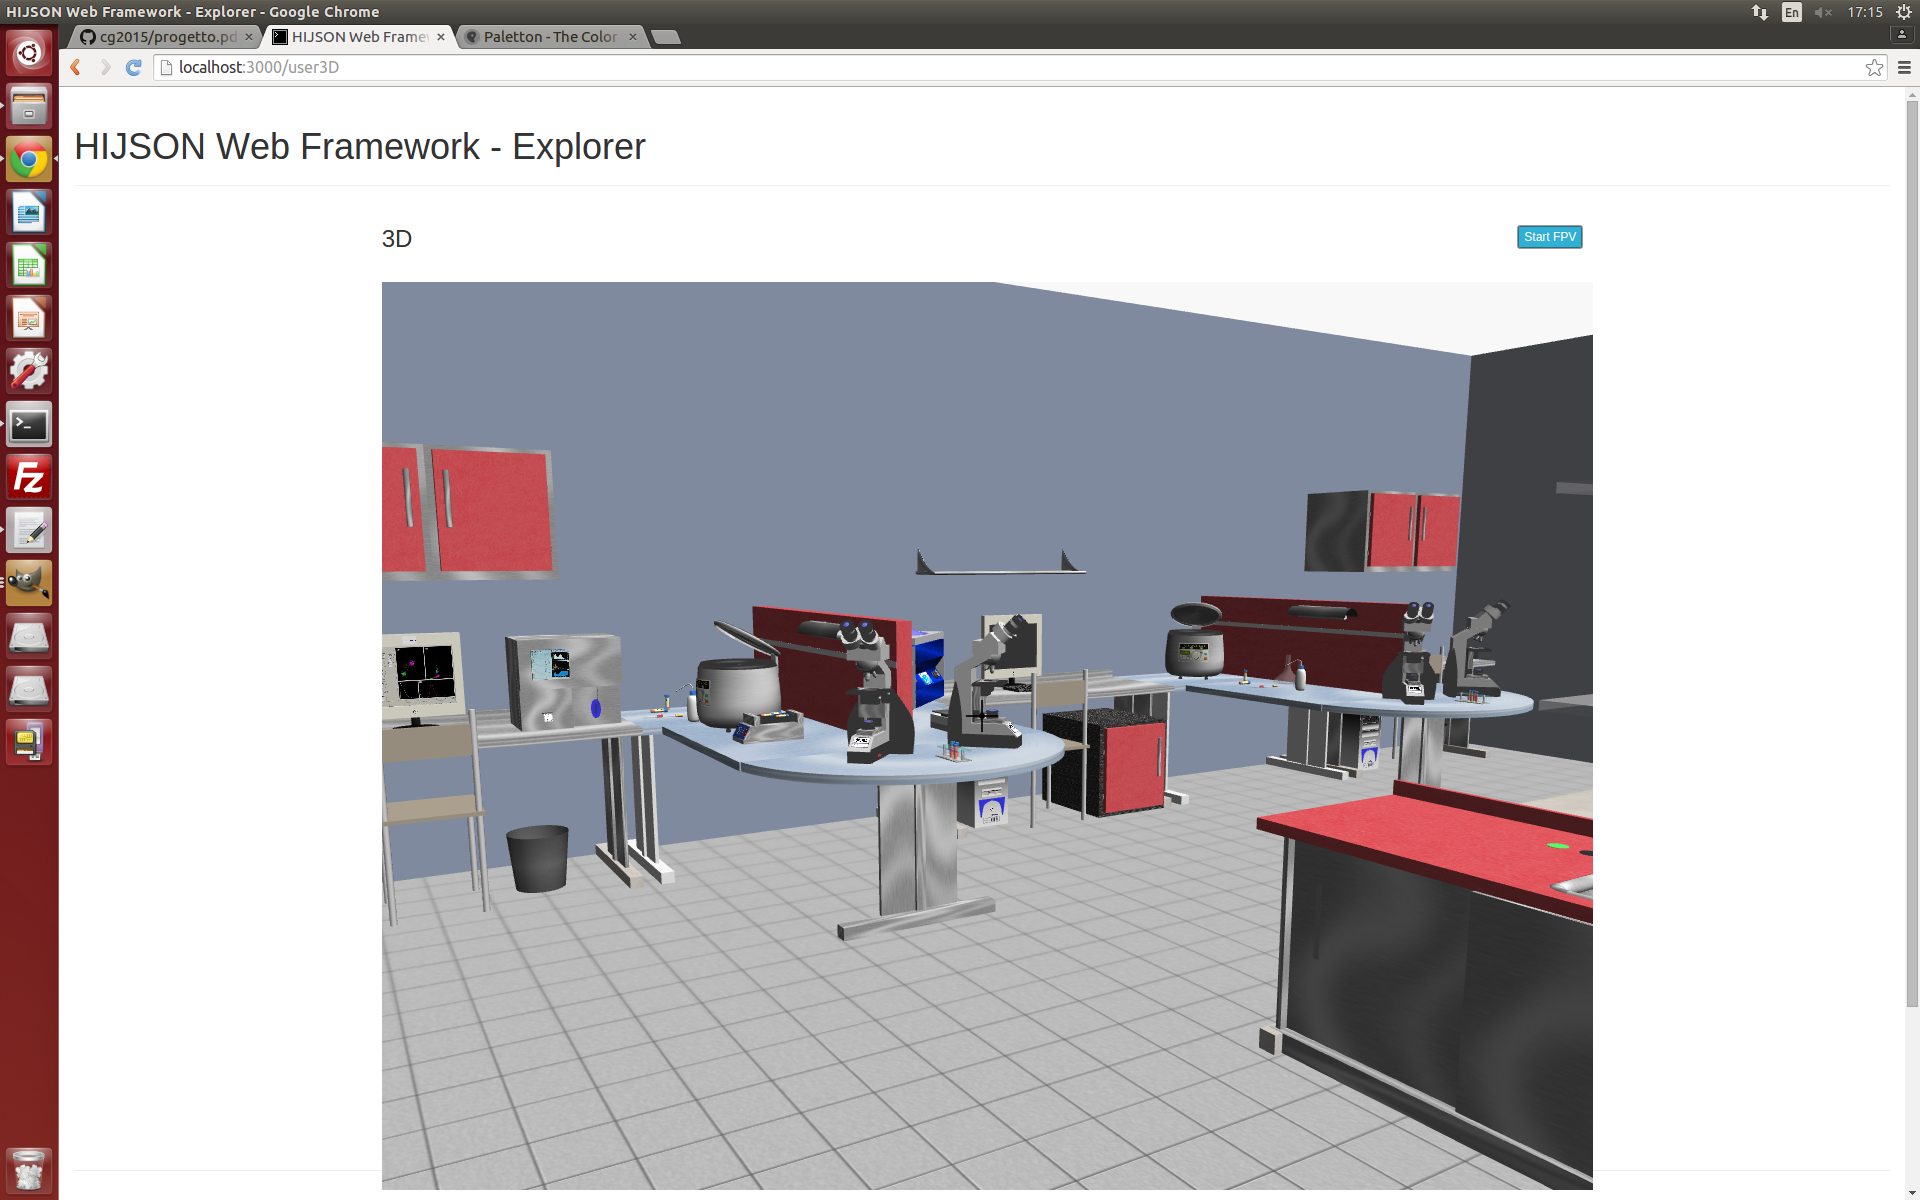 HIJSON Web Framework - Explorer - Google Chrome
En
17:15
cg2015/progetto.pd
HIJSON Web Frame
Paletton - The Color
localhost:3000/user3D
HIJSON Web Framework - Explorer
3D
Start FPV